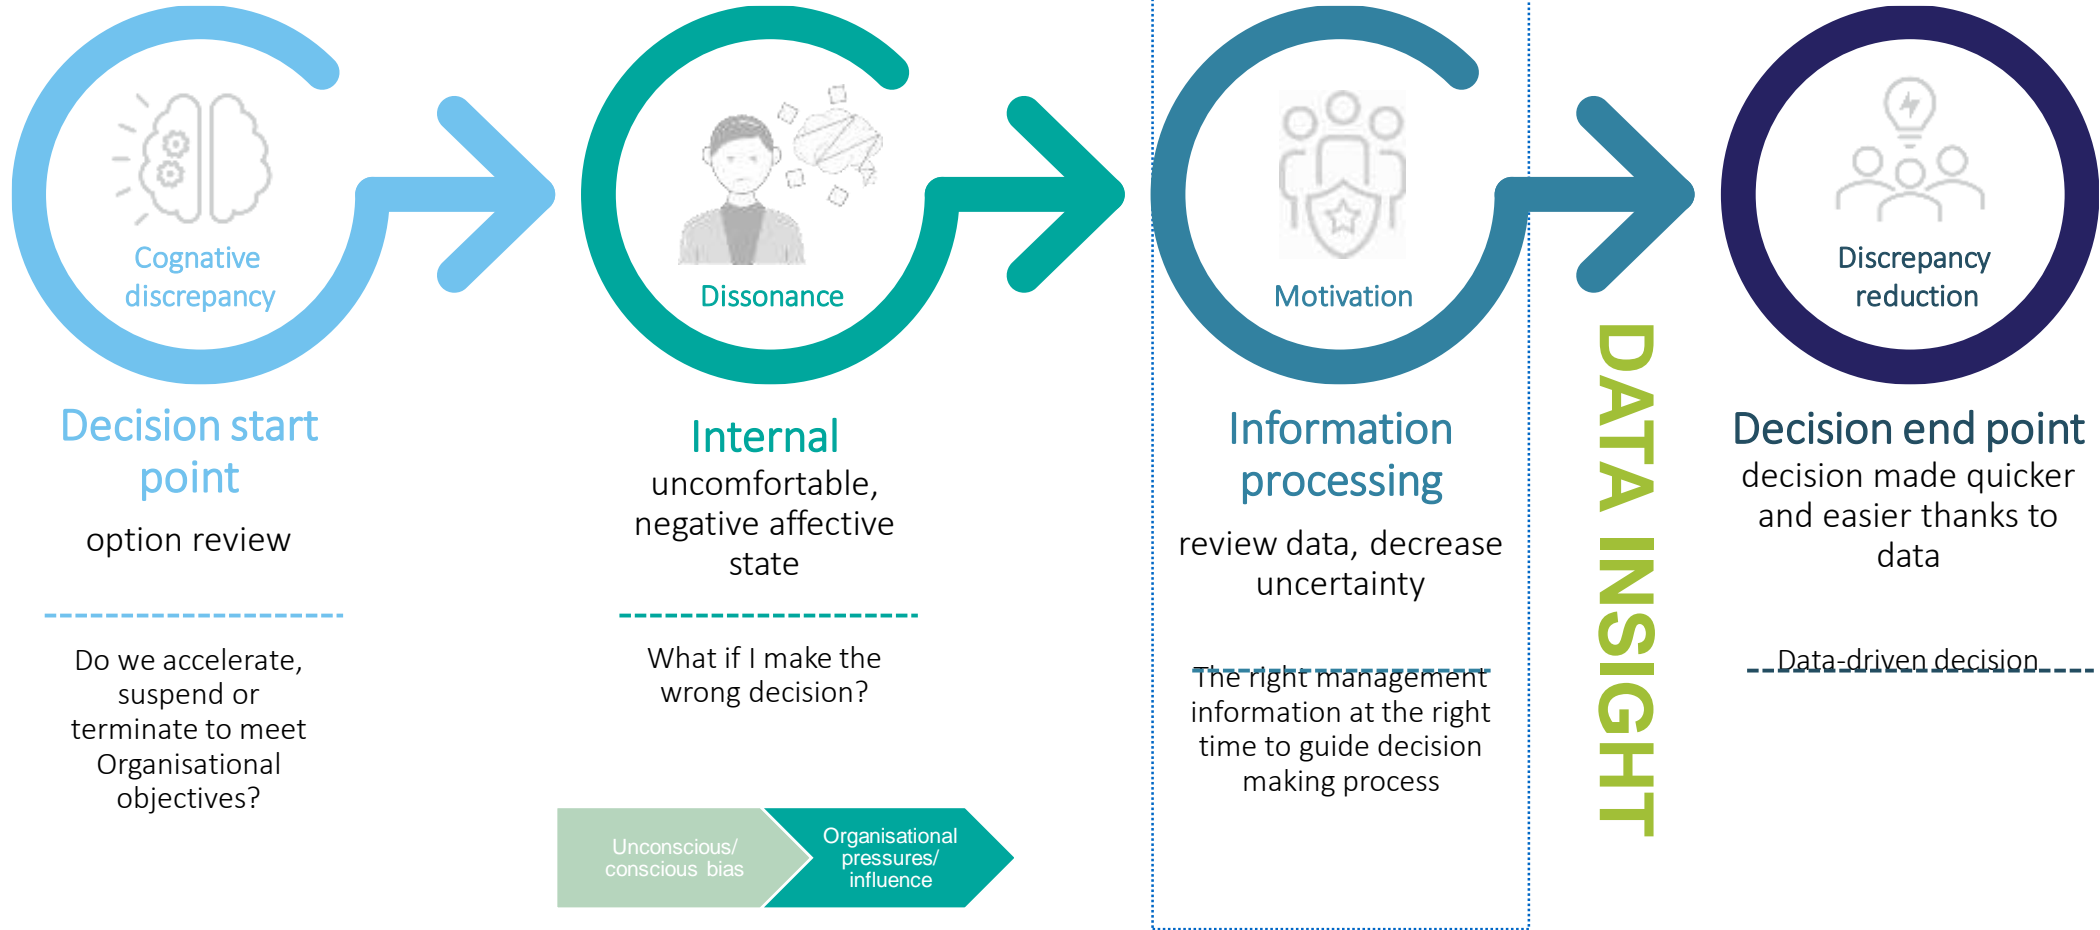 Cognative
discrepancy
Decision start
point
option review
Do we accelerate,
suspend or
terminate to meet
Organisational
objectives?
Dissonance
Internal
uncomfortable,
negative affective
state
What if I make the
wrong decision?
Unconscious/
conscious bias
Organisational
pressures/
influence
Motivation
Information
processing
review data, decrease
uncertainty
The right management
information at the right
time to guide decision
making process
DATA INSIGHT
Discrepancy
reduction
Decision end point
decision made quicker
and easier thanks to
data
Data-driven decision